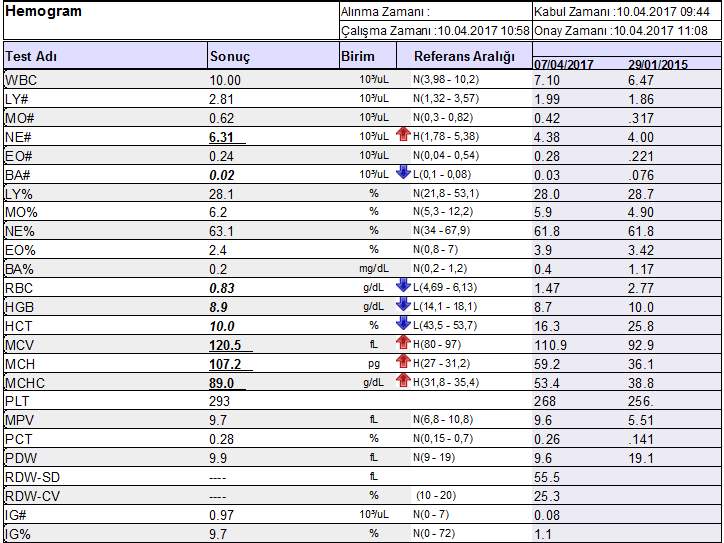 Hemogram
Alınma Zamanı :
Kabul Zamanı :10.04.2017 09:44
Çalışma Zamanı :10.04.2017 10:58
Onay Zamanı :10.04.2017 11:08
Test Adı Sonuç Birim Referans Aralığı 07/04/2017 29/01/2015
WBC 10.00 10³/uL N(3,98 - 10,2) 7.10 6.47
LY# 2.81 10³/uL N(1,32 - 3,57) 1.99 1.86
MO# 0.62 10³/uL N(0,3 - 0,82) 0.42 .317
NE# 6.31 10³/uL H(1,78 - 5,38) 4.38 4.00
EO# 0.24 10³/uL N(0,04 - 0,54) 0.28 .221
BA# 0.02 10³/uL L(0,1 - 0,08) 0.03 .076
LY% 28.1 % N(21,8 - 53,1) 28.0 28.7
MO% 6.2 % N(5,3 - 12,2) 5.9 4.90
NE% 63.1 % N(34 - 67,9) 61.8 61.8
EO% 2.4 % N(0,8 - 7) 3.9 3.42
BA% 0.2 mg/dL N(0,2 - 1,2) 0.4 1.17
RBC 0.83 g/dL L(4,69 - 6,13) 1.47 2.77
HGB 8.9 g/dL L(14,1 - 18,1) 8.7 10.0
HCT 10.0 % L(43,5 - 53,7) 16.3 25.8
MCV 120.5 fL H(80 - 97) 110.9 92.9
MCH 107.2 pg H(27 - 31,2) 59.2 36.1
MCHC 89.0 g/dL H(31,8 - 35,4) 53.4 38.8
PLT 293 268 256.
MPV 9.7 fL N(6,8 - 10,8) 9.6 5.51
PCT 0.28 % N(0,15 - 0,7) 0.26 .141
PDW 9.9 fL N(9 - 19) 9.6 19.1
RDW-SD ---- fL 55.5
RDW-CV ---- % (10 - 20) 25.3
IG# 0.97 10³/uL N(0 - 7) 0.08
IG% 9.7 % N(0 - 72) 1.1